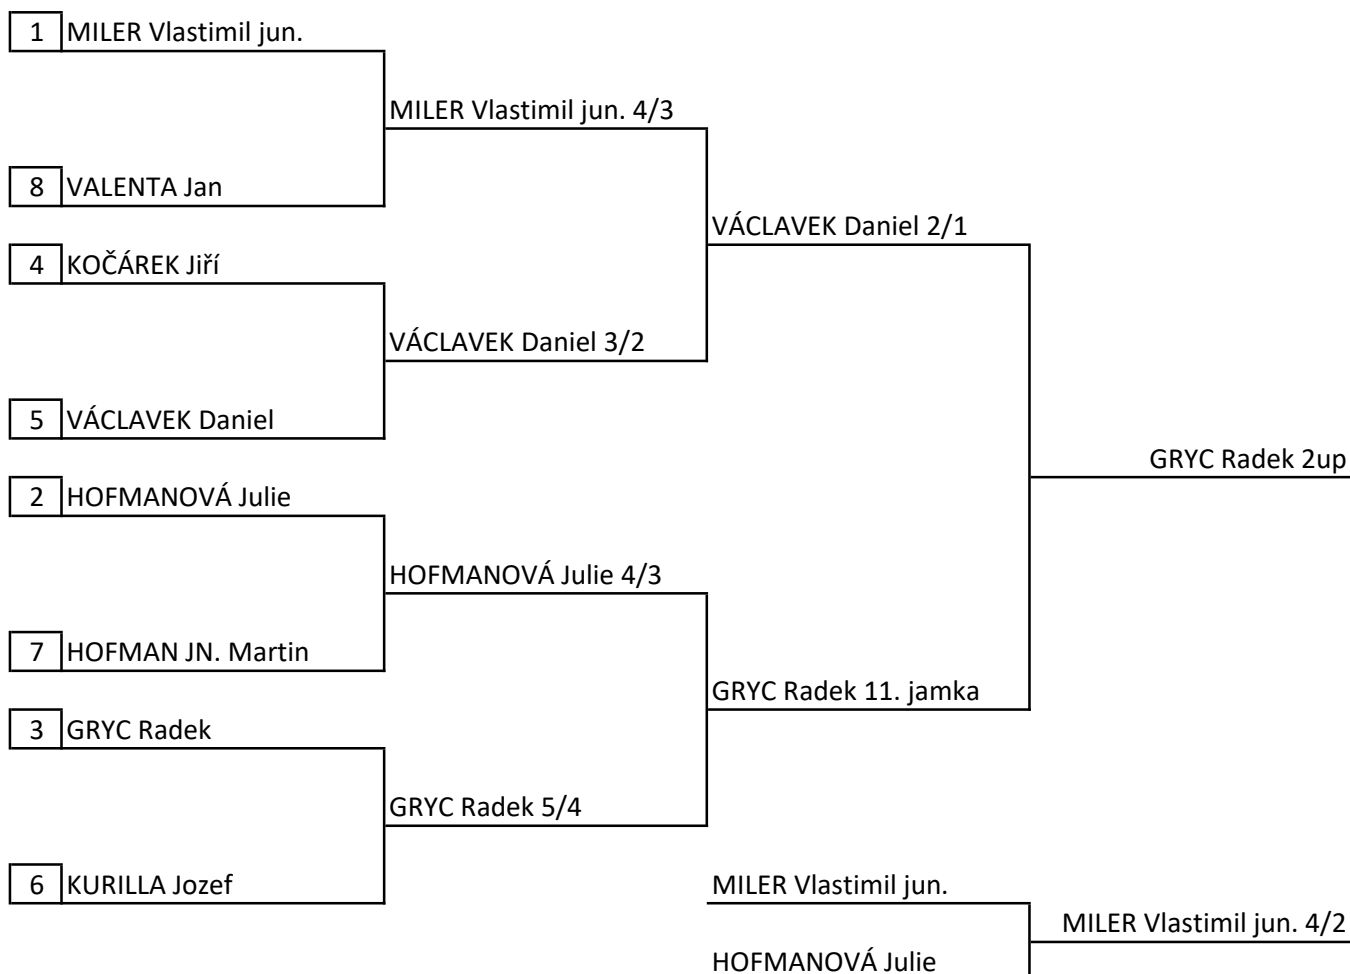 1 MILER Vlastimil jun.
MILER Vlastimil jun. 4/3
8 VALENTA Jan
VÁCLAVEK Daniel 2/1
4 KOČÁREK Jiří
VÁCLAVEK Daniel 3/2
5 VÁCLAVEK Daniel
GRYC Radek 2up
2 HOFMANOVÁ Julie
HOFMANOVÁ Julie 4/3
7 HOFMAN JN. Martin
GRYC Radek 11. jamka
3 GRYC Radek
GRYC Radek 5/4
6 KURILLA Jozef
MILER Vlastimil jun.
MILER Vlastimil jun. 4/2
HOFMANOVÁ Julie